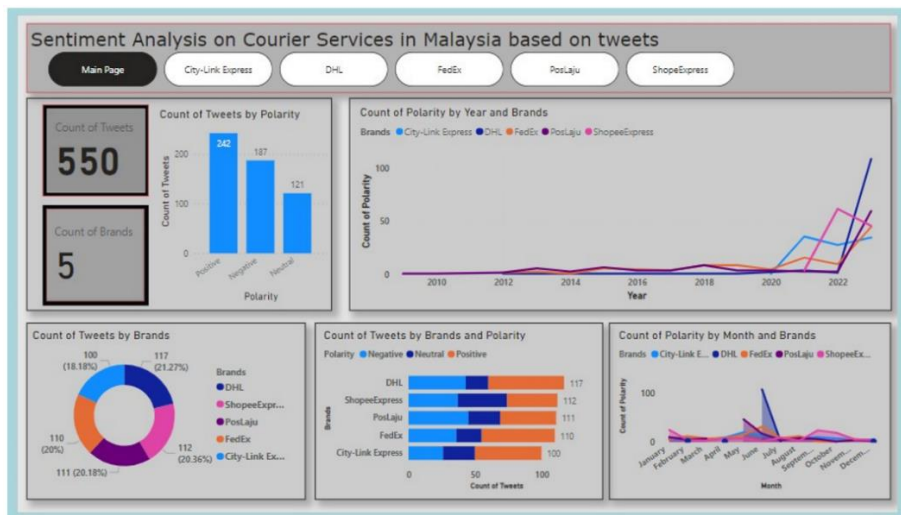 Sentiment Analysis on Courier Services in Malaysia based on tweets
Main Page
City-Link Express
DHL
FedEx
PosLaju
ShopeExpress
Count of Tweets
550
Count of Brands
5
Count of Tweets by Polarity
Count of Tweets
200
100
0
242
187
121
Positive
Negative
Neutral
Polarity
Count of Polarity by Year and Brands
Brands City-Link Express DHL FedEx PosLaju ShopeeExpress
Count of Polarity
100
50
0
2010 2012 2014 2016 2018 2020 2022
Year
Count of Tweets by Brands
100
(18.18%)
117
(21.27%)
110
(20%)
111 (20.18%)
112
(20.36%)
Brands
DHL
ShopeeExpr...
PosLaju
FedEx
City-Link Ex...
Count of Tweets by Brands and Polarity
Polarity Negative Neutral Positive
Brands
DHL 117
ShopeeExpress 112
PosLaju 111
FedEx 110
City-Link Express 100
0 50 100
Count of Tweets
Count of Polarity by Month and Brands
Brands City-Link E... DHL FedEx PosLaju ShopeeEx...
Count of Polarity
100
0
January
February
March
April
May
June
July
August
Septem...
October
Novem...
Decem...
Month